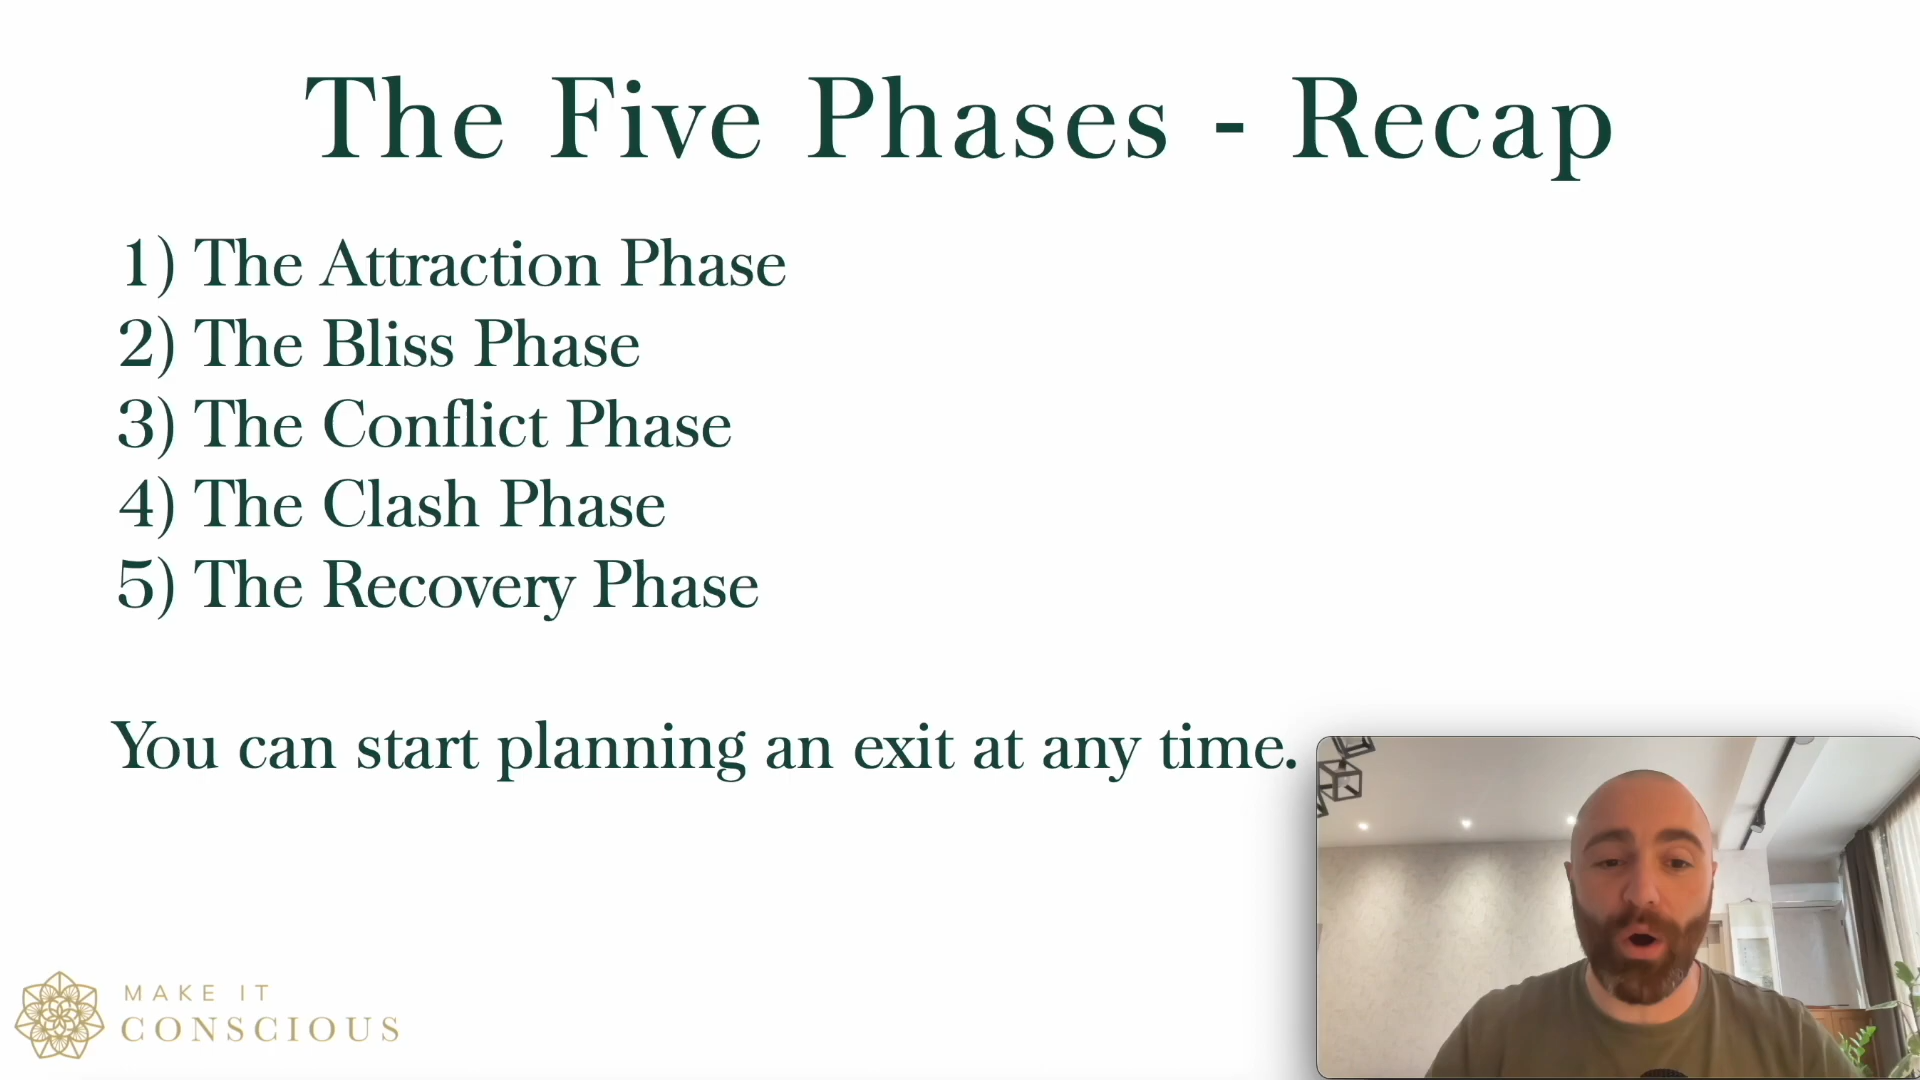 The Five Phases - Recap
1) The Attraction Phase
2) The Bliss Phase
3) The Conflict Phase
4) The Clash Phase
5) The Recovery Phase
You can start planning an exit at any time.
MAKE IT
CONSCIOUS